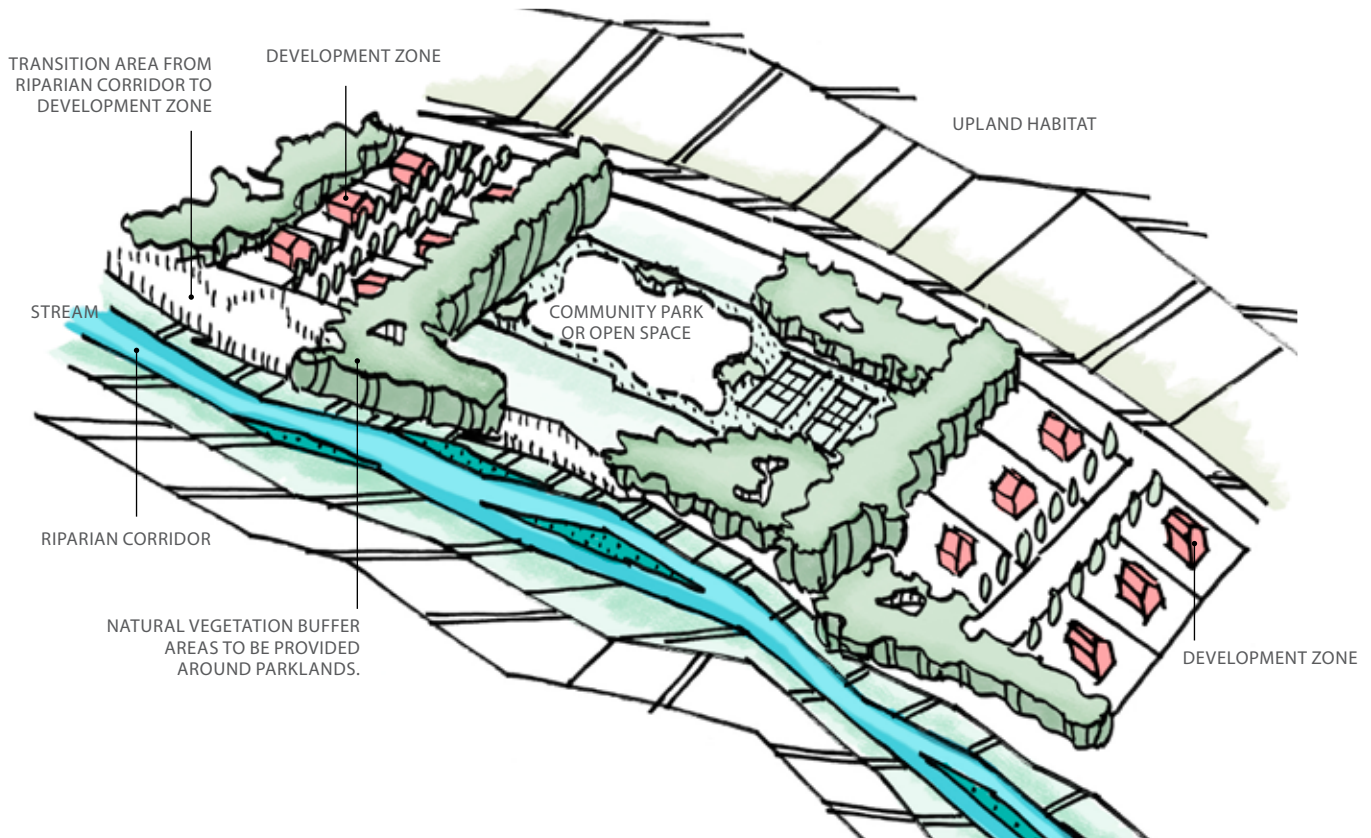 DEVELOPMENT ZONE
TRANSITION AREA FROM
RIPARIAN CORRIDOR TO
DEVELOPMENT ZONE
UPLAND HABITAT
STREAM
COMMUNITY PARK
OR OPEN SPACE
RIPARIAN CORRIDOR
NATURAL VEGETATION BUFFER
AREAS TO BE PROVIDED
AROUND PARKLANDS.
DEVELOPMENT ZONE